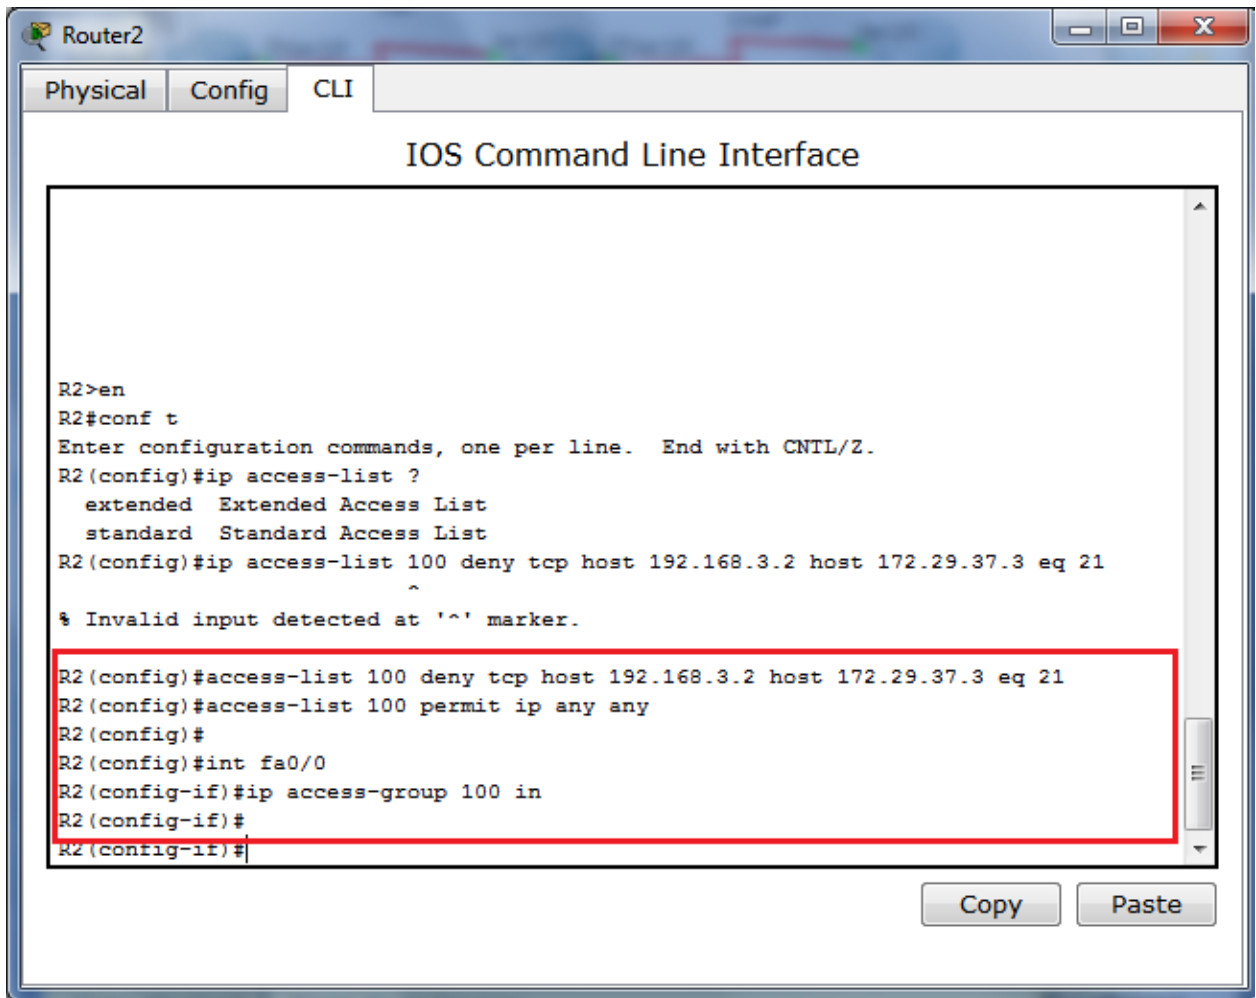 Router2
Physical Config CLI
IOS Command Line Interface
R2>en
R2#conf t
Enter configuration commands, one per line.  End with CNTL/Z.
R2(config)#ip access-list ?
  extended  Extended Access List
  standard  Standard Access List
R2(config)#ip access-list 100 deny tcp host 192.168.3.2 host 172.29.37.3 eq 21
                      ^
% Invalid input detected at '^' marker.
R2(config)#access-list 100 deny tcp host 192.168.3.2 host 172.29.37.3 eq 21
R2(config)#access-list 100 permit ip any any
R2(config)#
R2(config)#int fa0/0
R2(config-if)#ip access-group 100 in
R2(config-if)#
R2(config-if)#
Copy Paste